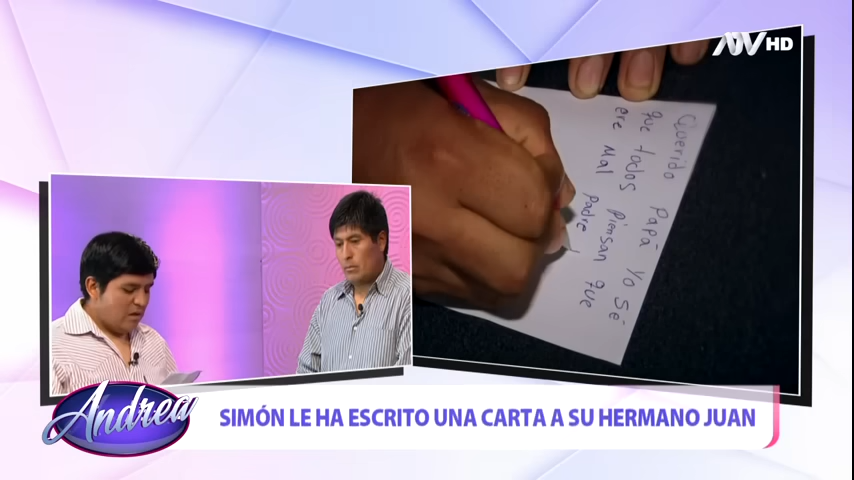 ATV HD
Querido Papá Yo Sé
que todos Piensan que
ere Mal Padre
Andrea
SIMÓN LE HA ESCRITO UNA CARTA A SU HERMANO JUAN